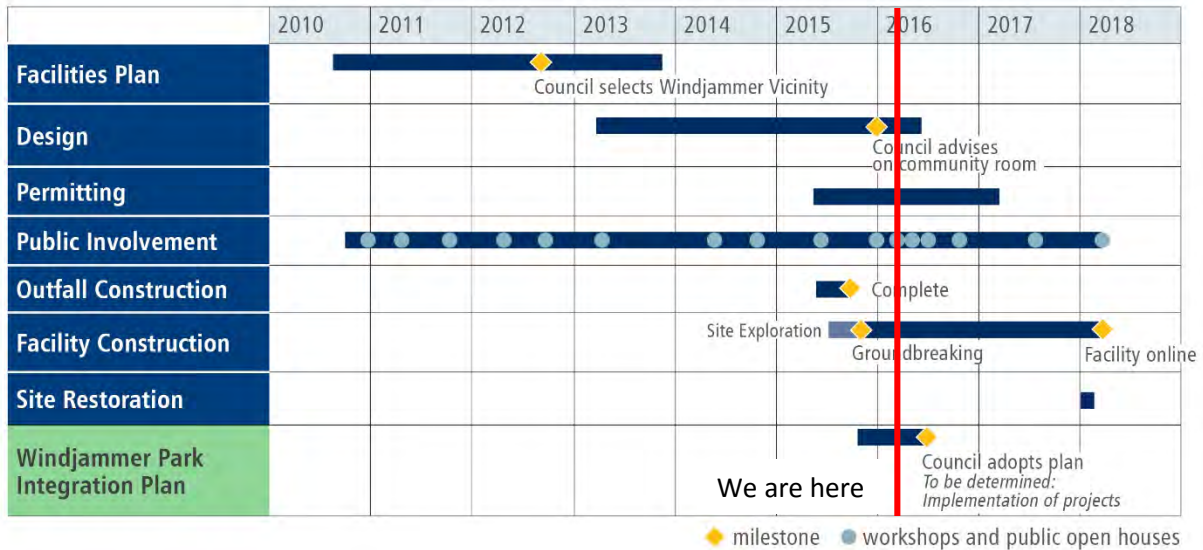 2010 2011 2012 2013 2014 2015 2016 2017 2018
Facilities Plan
Council selects Windjammer Vicinity
Design
Council advises
on community room
Permitting
Public Involvement
Outfall Construction
Complete
Facility Construction
Site Exploration
Groundbreaking
Facility online
Site Restoration
Windjammer Park
Integration Plan
We are here
Council adopts plan
To be determined:
Implementation of projects
milestone workshops and public open houses